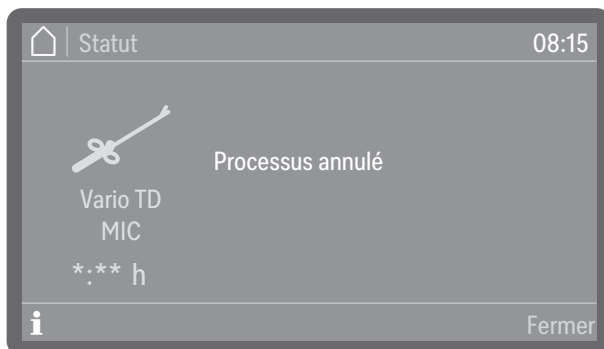 Statut 08:15
Processus annulé
Vario TD
MIC
*:** h
i Fermer